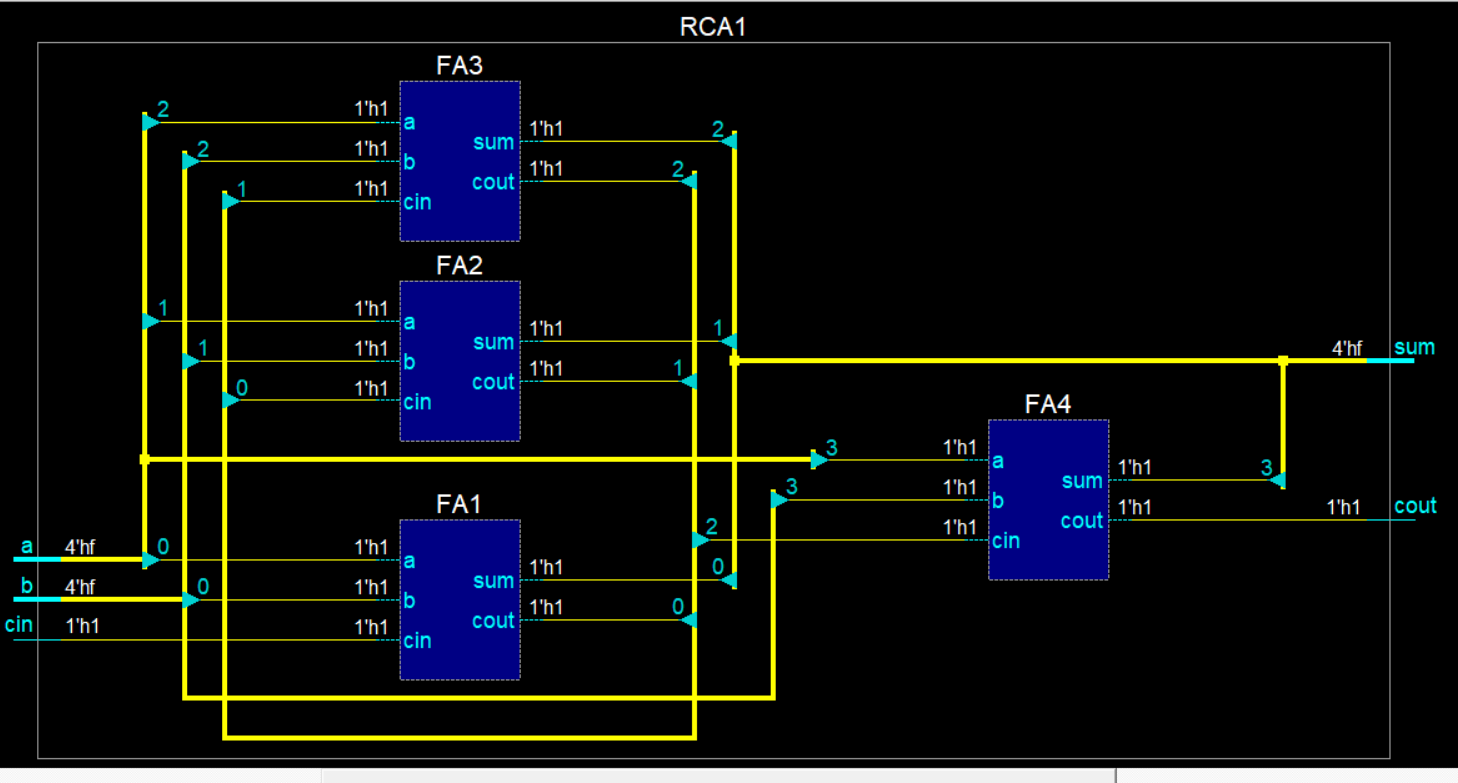 RCA1
FA3
2 1'h1 a
2 1'h1 b
1 1'h1 cin
sum 1'h1 2
cout 1'h1 2
FA2
1 1'h1 a
1 1'h1 b
0 1'h1 cin
sum 1'h1 1
cout 1'h1 1
4'hf sum
FA4
3 1'h1 a
3 1'h1 b
2 1'h1 cin
sum 1'h1 3
cout 1'h1 1'h1 cout
FA1
a 4'hf 0 1'h1 a
b 4'hf 0 1'h1 b
cin 1'h1 1'h1 cin
sum 1'h1 0
cout 1'h1 0